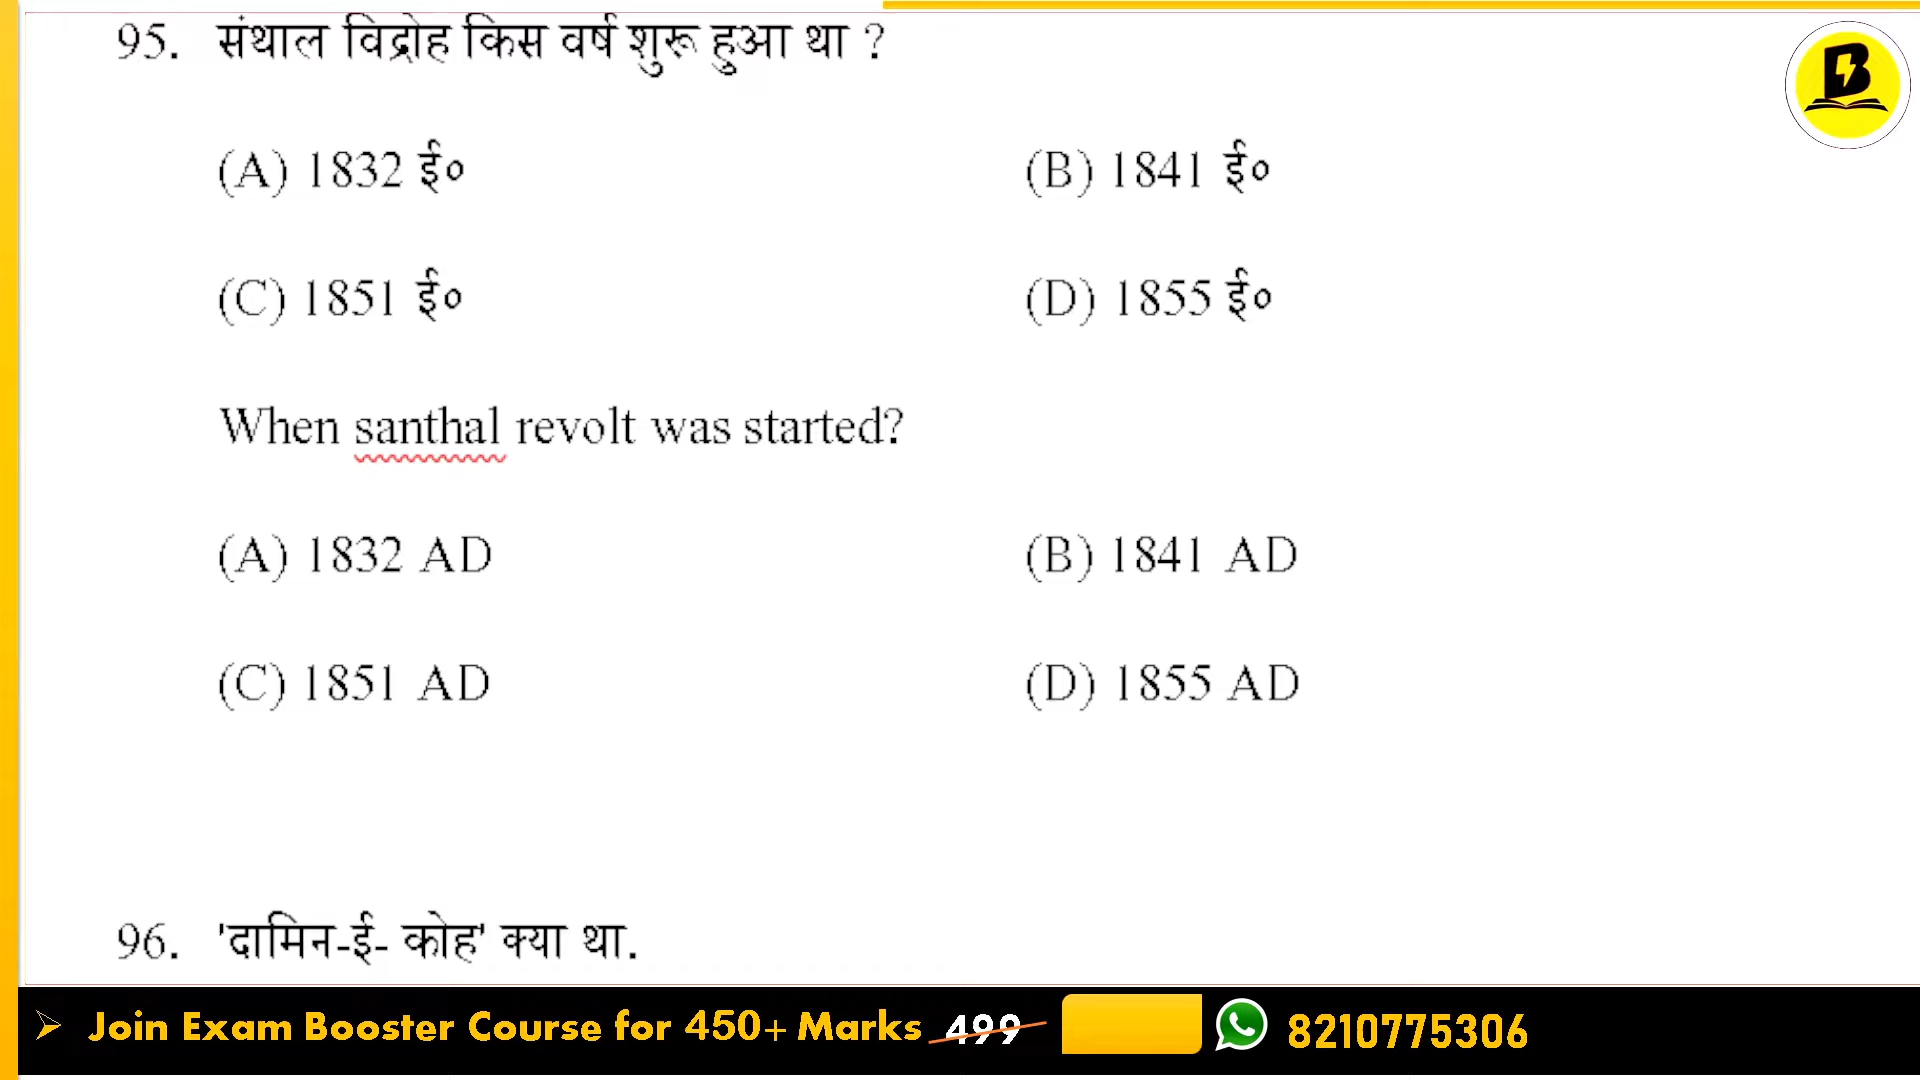 95. संथाल विद्रोह किस वर्ष शुरू हुआ था ?
(A) 1832 ई० (B) 1841 ई०
(C) 1851 ई० (D) 1855 ई०
When santhal revolt was started?
(A) 1832 AD (B) 1841 AD
(C) 1851 AD (D) 1855 AD
96. 'दामिन-ई- कोह' क्या था.
➢ Join Exam Booster Course for 450+ Marks 499 8210775306
B